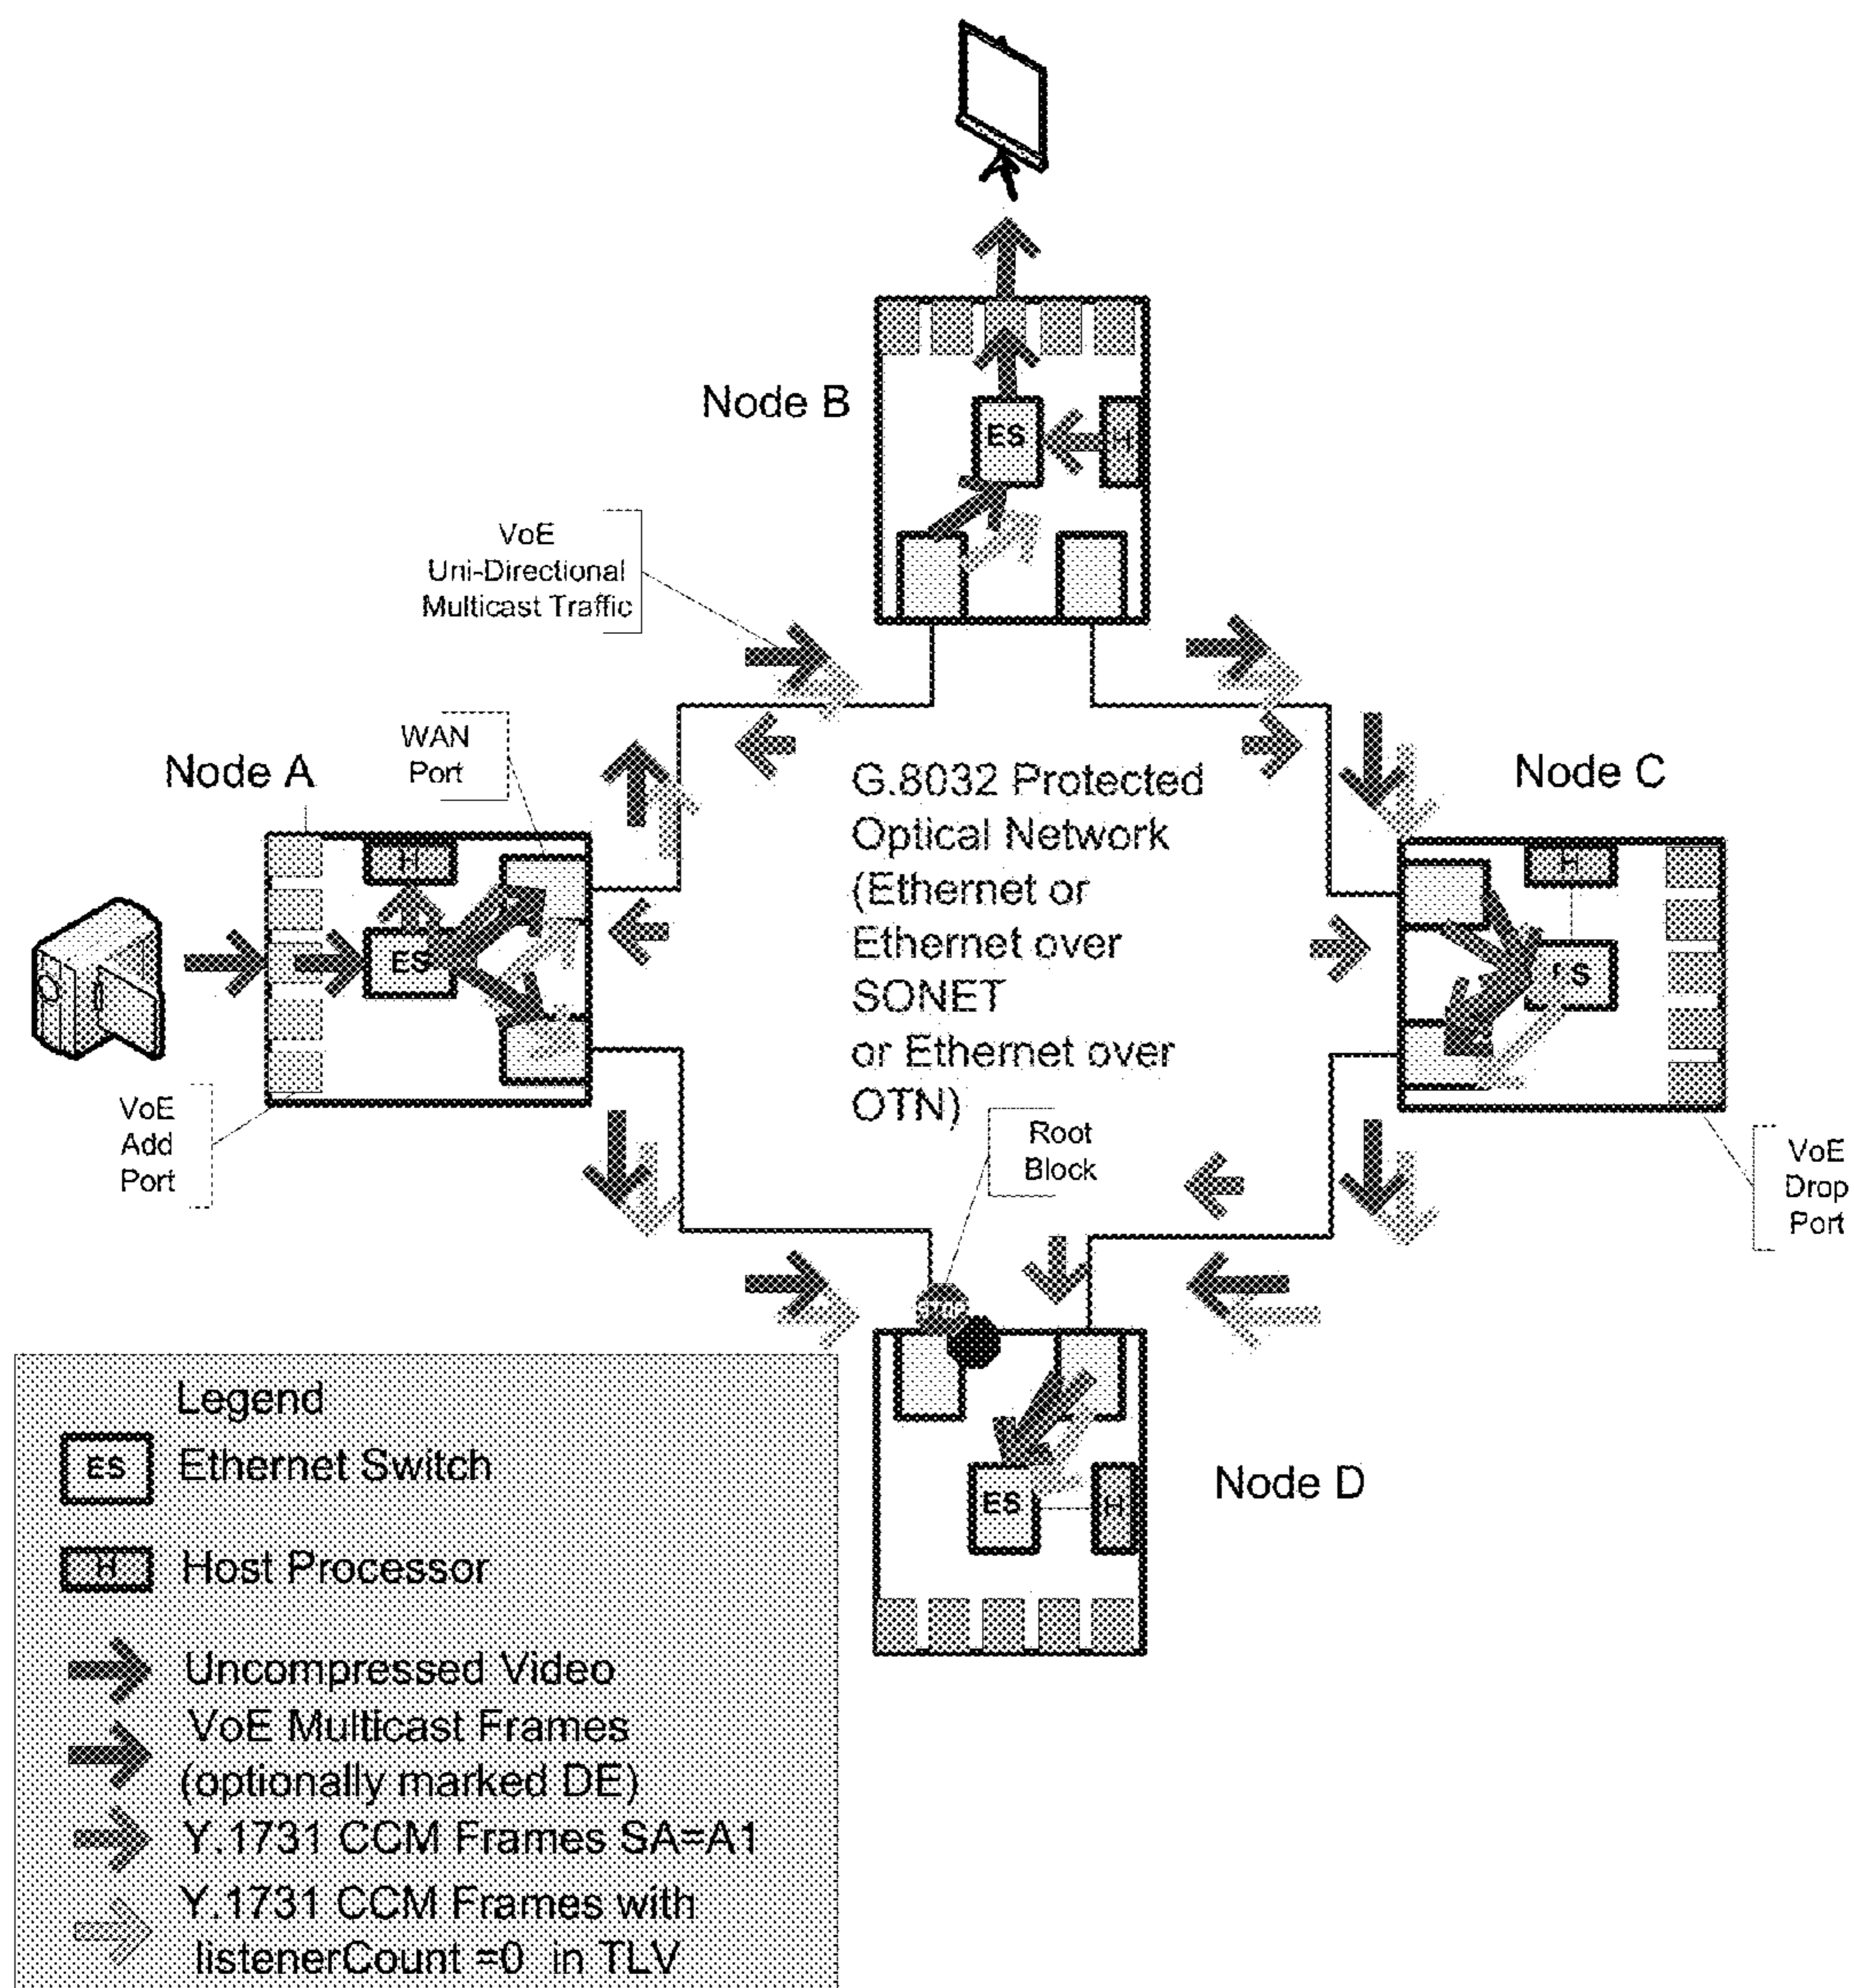 Node B
ES
H
VoE
Uni-Directional
Multicast Traffic
WAN
Port
Node A
H
ES
G.8032 Protected
Optical Network
(Ethernet or
Ethernet over
SONET
or Ethernet over
OTN)
Node C
H
VoE
Add
Port
Root
Block
VoE
Drop
Port
STOP
Node D
ES
H
Legend
ES
Ethernet Switch
H
Host Processor
Uncompressed Video
VoE Multicast Frames
(optionally marked DE)
Y.1731 CCM Frames SA=A1
Y.1731 CCM Frames with
listenerCount =0 in TLV